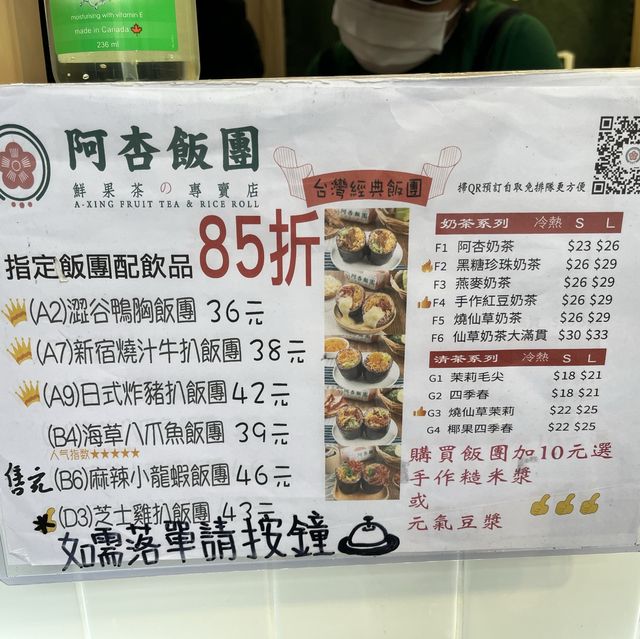 moisturising with vitamin E
made in Canada
236 ml
阿杏飯團
鮮果茶の專賣店
A-XING FRUIT TEA & RICE ROLL
台灣經典飯團
掃QR預訂自取免排隊更方便
指定飯團配飲品 85折
(A2)澀谷鴨胸飯團 36元
(A7)新宿燒汁牛扒飯團 38元
(A9)日式炸豬扒飯團 42元
(B4)海草八爪魚飯團 39元
人气指数★★★★★
售完 (B6)麻辣小龍蝦飯團 46元
(D3)芝士雞扒飯團 43元
如需落單請按鐘
奶茶系列 冷熱 S L
F1 阿杏奶茶 $23 $26
F2 黑糖珍珠奶茶 $26 $29
F3 燕麥奶茶 $26 $29
F4 手作紅豆奶茶 $26 $29
F5 燒仙草奶茶 $26 $29
F6 仙草奶茶大滿貫 $30 $33
清茶系列 冷熱 S L
G1 茉莉毛尖 $18 $21
G2 四季春 $18 $21
G3 燒仙草茉莉 $22 $25
G4 椰果四季春 $22 $25
購買飯團加10元選
手作糙米漿
或
元氣豆漿